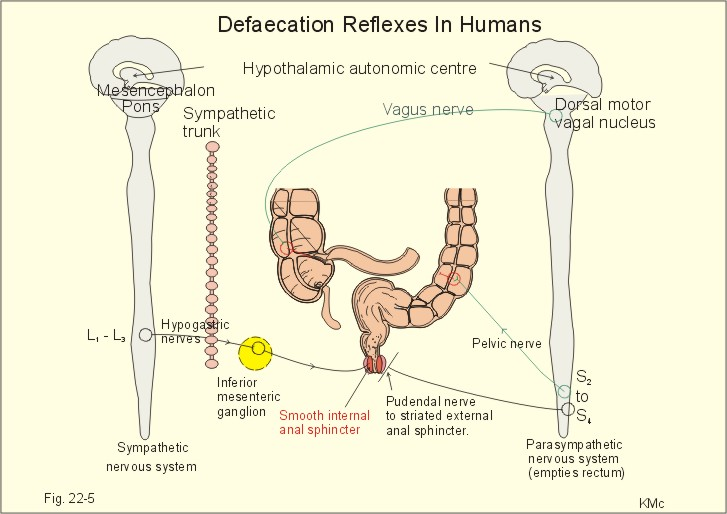 Defaecation Reflexes In Humans
Hypothalamic autonomic centre
Mesencephalon
Pons
Sympathetic
trunk
Vagus nerve
Dorsal motor
vagal nucleus
L₁ - L₃
Hypogastric
nerves
Inferior
mesenteric
ganglion
Smooth internal
anal sphincter
Pudendal nerve
to striated external
anal sphincter.
Pelvic nerve
S₂
to
S₄
Sympathetic
nervous system
Parasympathetic
nervous system
(empties rectum)
Fig. 22-5
KMc